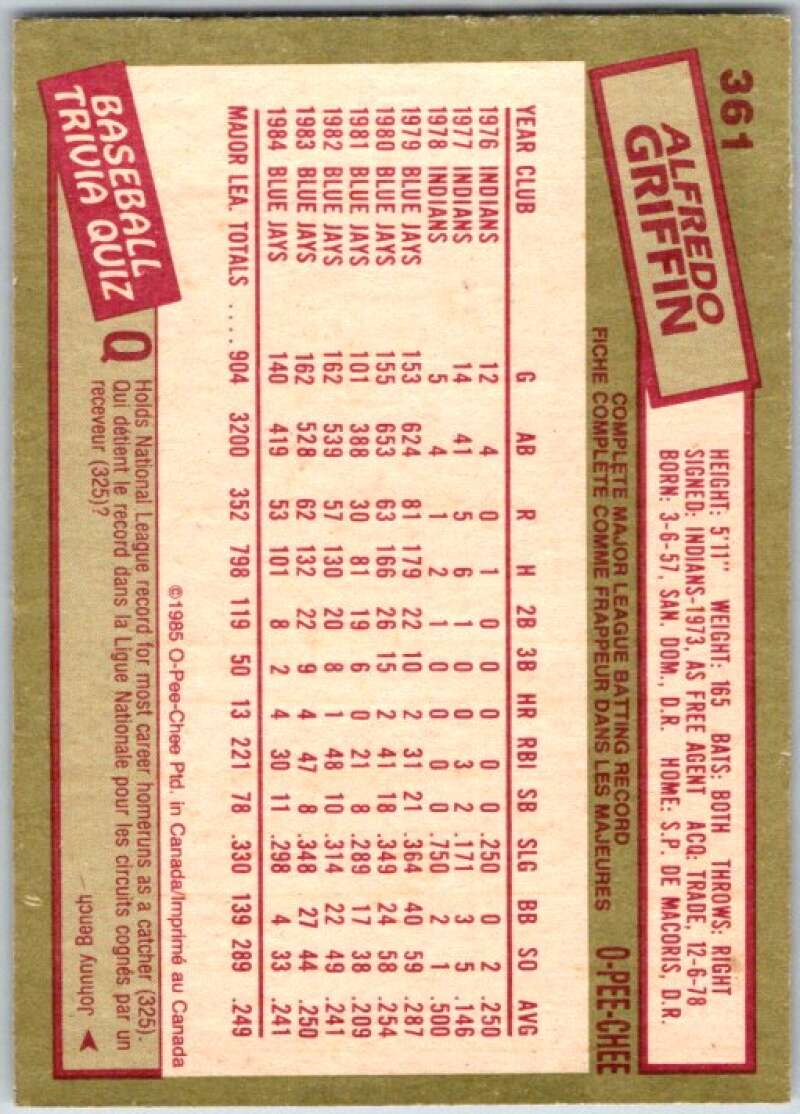 361
ALFREDO
GRIFFIN
HEIGHT: 5'11" WEIGHT: 165 BATS: BOTH THROWS: RIGHT
SIGNED: INDIANS-1973, AS FREE AGENT ACQ: TRADE, 12-6-78
BORN: 3-6-57, SAN. DOM., D.R. HOME: S.P. DE MACORIS, D.R.
COMPLETE MAJOR LEAGUE BATTING RECORD
FICHE COMPLÈTE COMME FRAPPEUR DANS LES MAJEURES
O-PEE-CHEE
YEAR CLUB G AB R H 2B 3B HR RBI SB SLG BB SO AVG
1976 INDIANS 12 4 0 1 0 0 0 0 0 .250 0 2 .250
1977 INDIANS 14 41 5 6 1 0 0 3 2 .171 3 5 .146
1978 INDIANS 5 4 1 2 1 0 0 0 0 .750 2 1 .500
1979 BLUE JAYS 153 624 81 179 22 10 2 31 21 .364 40 59 .287
1980 BLUE JAYS 155 653 63 166 26 15 2 41 18 .349 24 58 .254
1981 BLUE JAYS 101 388 30 81 19 6 0 21 8 .289 17 38 .209
1982 BLUE JAYS 162 539 57 130 20 8 1 48 10 .314 22 49 .241
1983 BLUE JAYS 162 528 62 132 22 9 4 47 8 .348 27 44 .250
1984 BLUE JAYS 140 419 53 101 8 2 4 30 11 .298 4 33 .241
MAJOR LEA. TOTALS .... 904 3200 352 798 119 50 13 221 78 .330 139 289 .249
©1985 O-Pee-Chee Ptd. in Canada/Imprimé au Canada
BASEBALL
TRIVIA QUIZ
Q
Holds National League record for most career homeruns as a catcher (325).
Qui détient le record dans la Ligue Nationale pour les circuits cognés par un
receveur (325)?
Johnny Bench